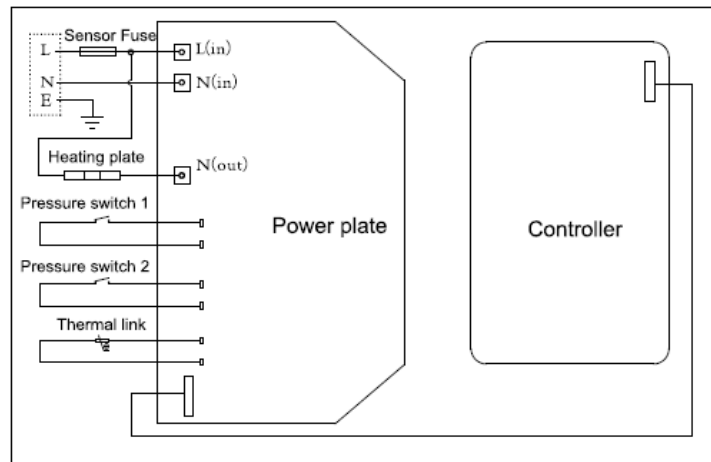 Sensor Fuse
L
L(in)
N
N(in)
E
Heating plate
N(out)
Pressure switch 1
Power plate
Controller
Pressure switch 2
Thermal link